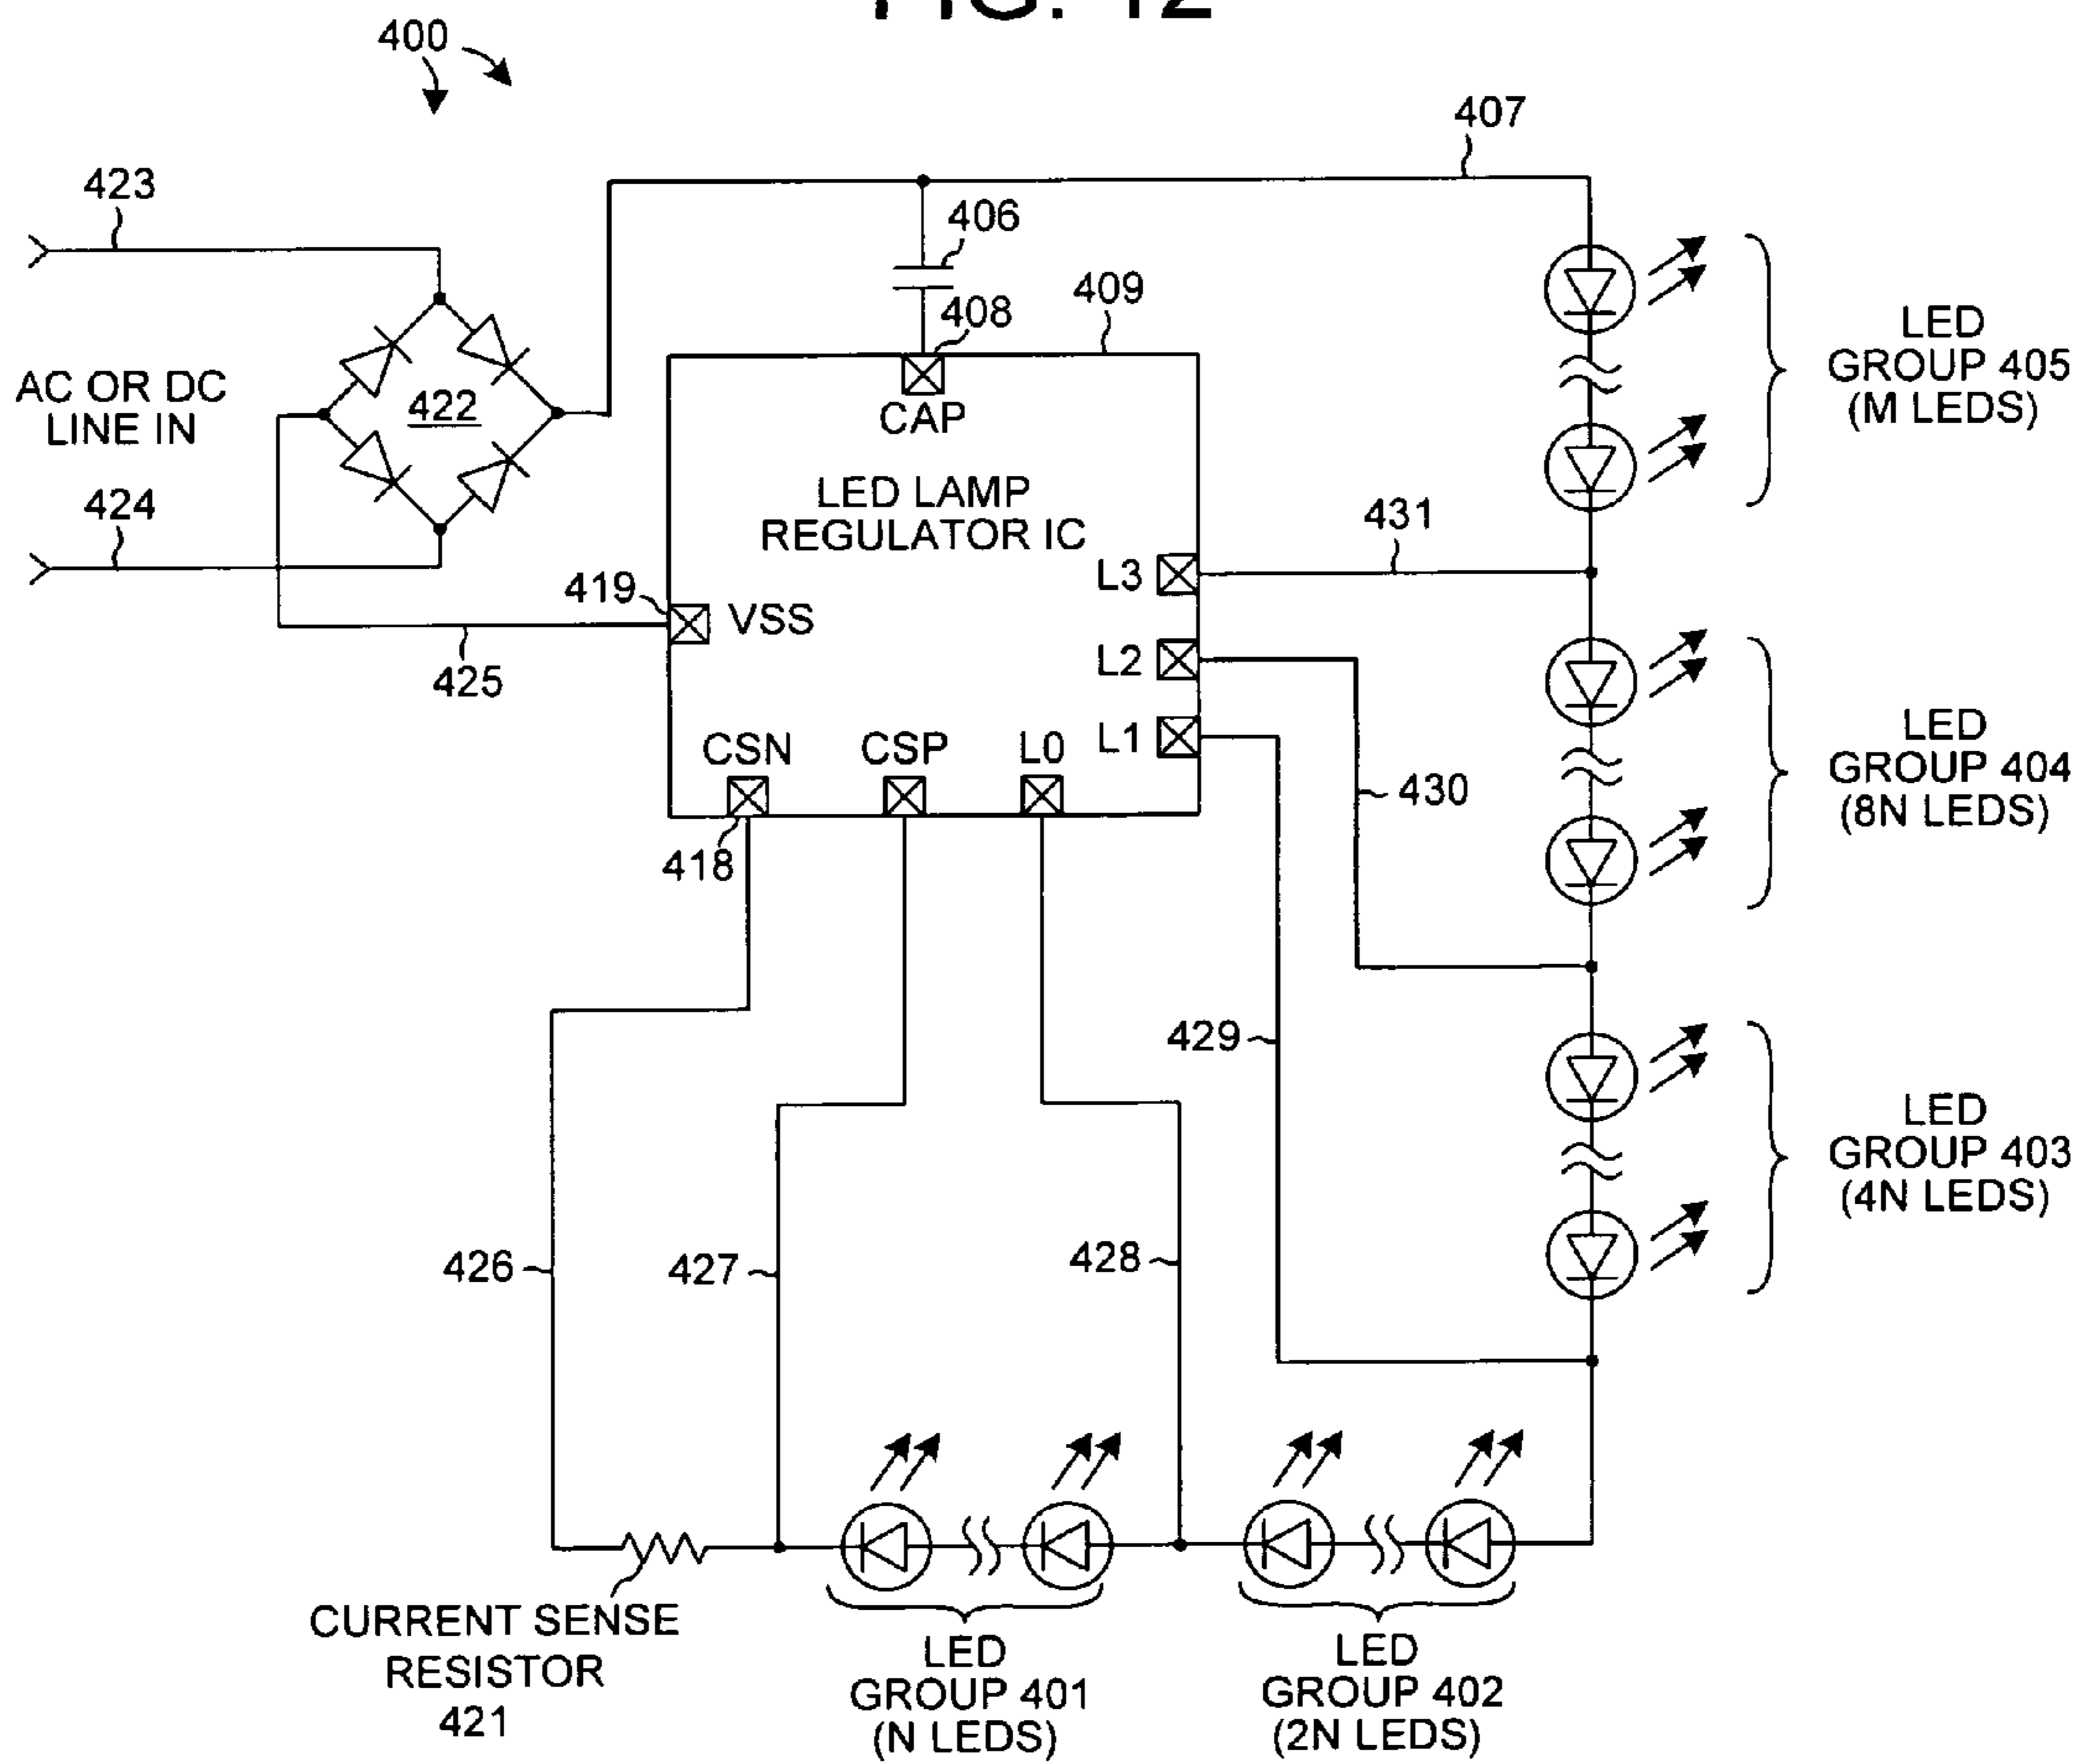 FIG. 12
400
407
423
406
408
409
LED
GROUP 405
(M LEDS)
AC OR DC
LINE IN
422
CAP
424
LED LAMP
REGULATOR IC
431
L3
419
VSS
425
L2
L1
CSN
CSP
L0
418
430
LED
GROUP 404
(8N LEDS)
429
LED
GROUP 403
(4N LEDS)
426
427
428
CURRENT SENSE
RESISTOR
421
LED
GROUP 401
(N LEDS)
LED
GROUP 402
(2N LEDS)